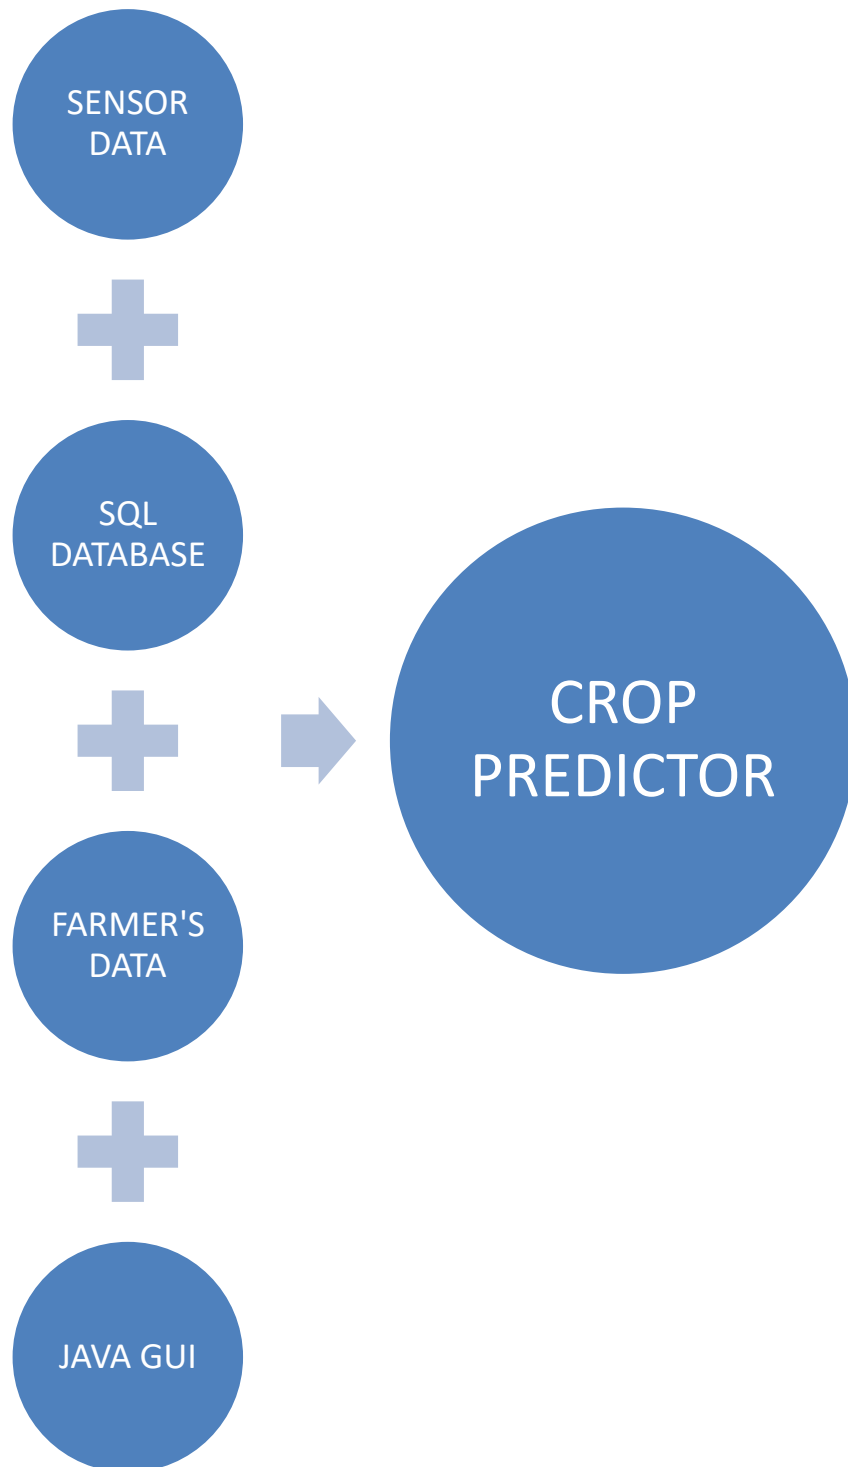 SENSOR
DATA
SQL
DATABASE
FARMER'S
DATA
JAVA GUI
CROP
PREDICTOR